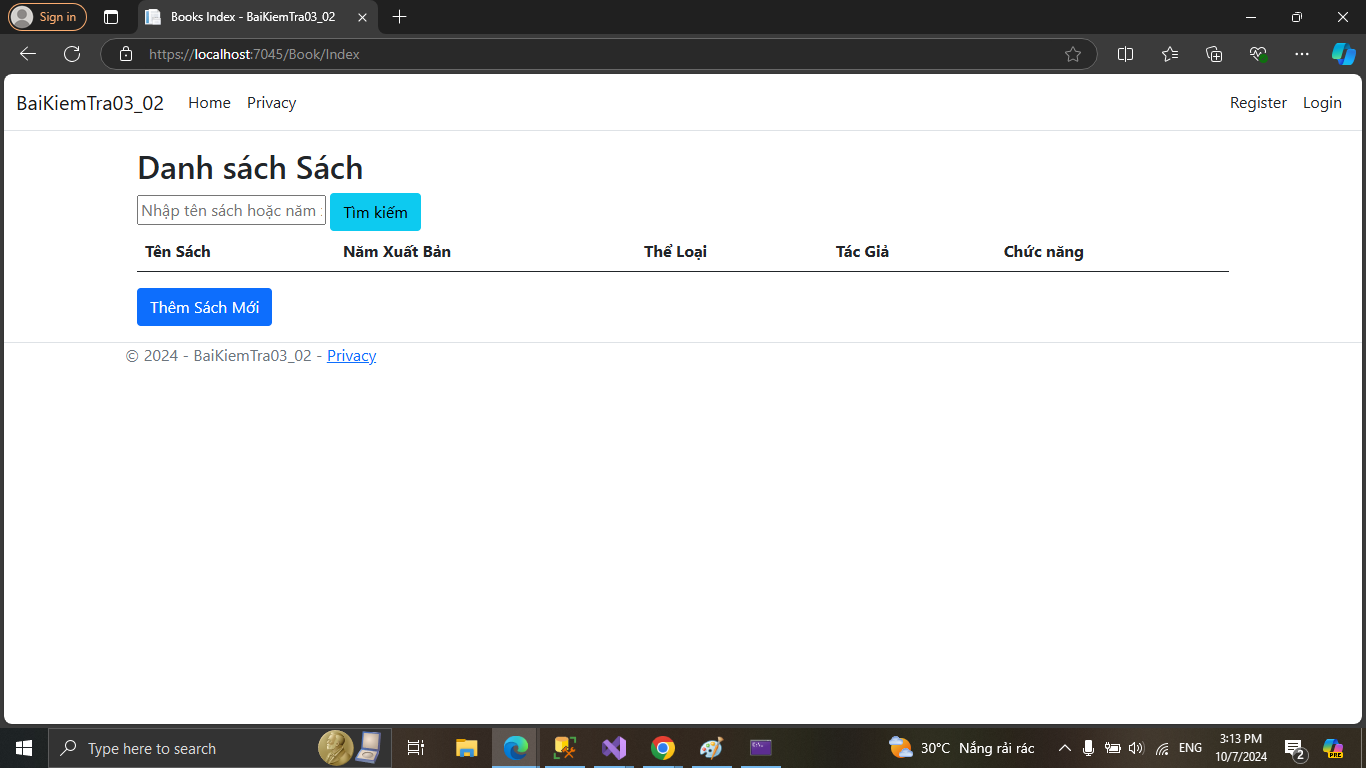 Sign in
Books Index - BaiKiemTra03_02
https://localhost:7045/Book/Index
BaiKiemTra03_02 Home Privacy Register Login
Danh sách Sách
Nhập tên sách hoặc năm Tìm kiếm
Tên Sách Năm Xuất Bản Thể Loại Tác Giả Chức năng
Thêm Sách Mới
© 2024 - BaiKiemTra03_02 - Privacy
Type here to search 30°C Nắng rải rác ENG 3:13 PM
10/7/2024 2
PRE